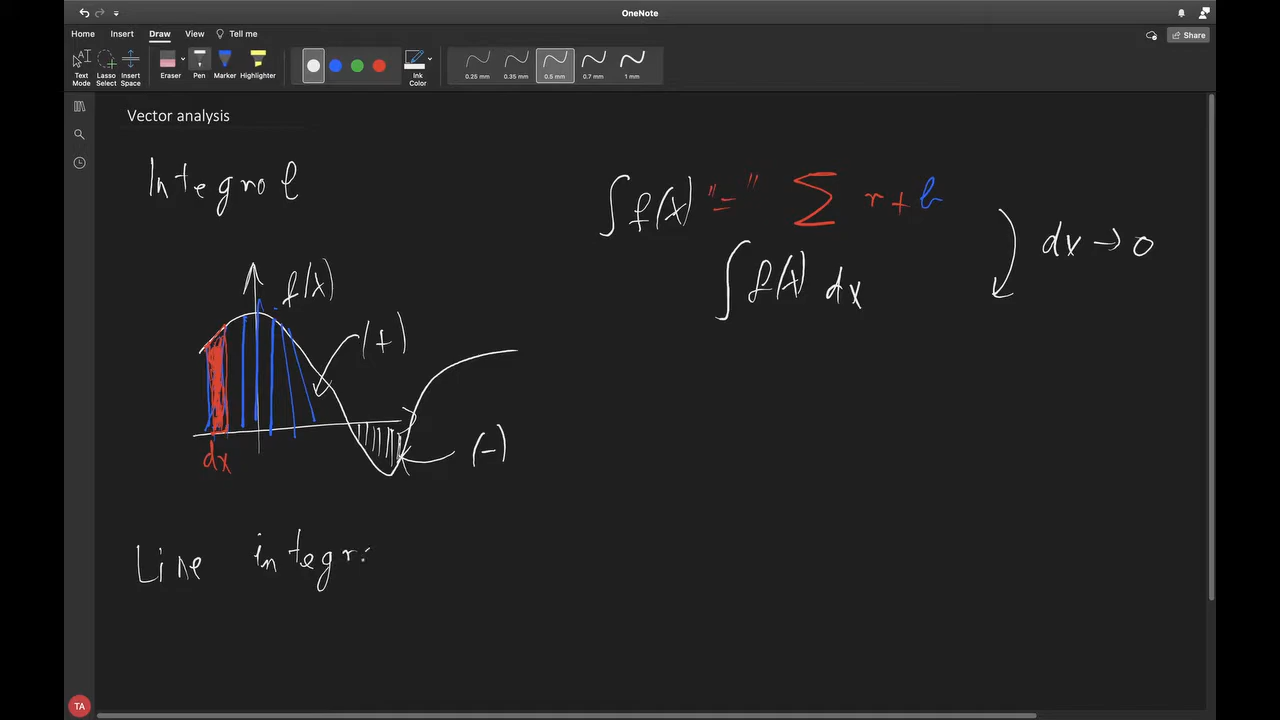 OneNote
Home Insert Draw View Tell me
Share
Text Mode
Lasso Select
Insert Space
Eraser
Pen
Marker
Highlighter
Ink Color
0.25 mm
0.35 mm
0.5 mm
0.7 mm
1 mm
Vector analysis
Integral
∫ f(x) "=" ∑ r + b
∫ f(x) dx
dx → 0
f(x)
(+)
(-)
dx
Line integr
TA